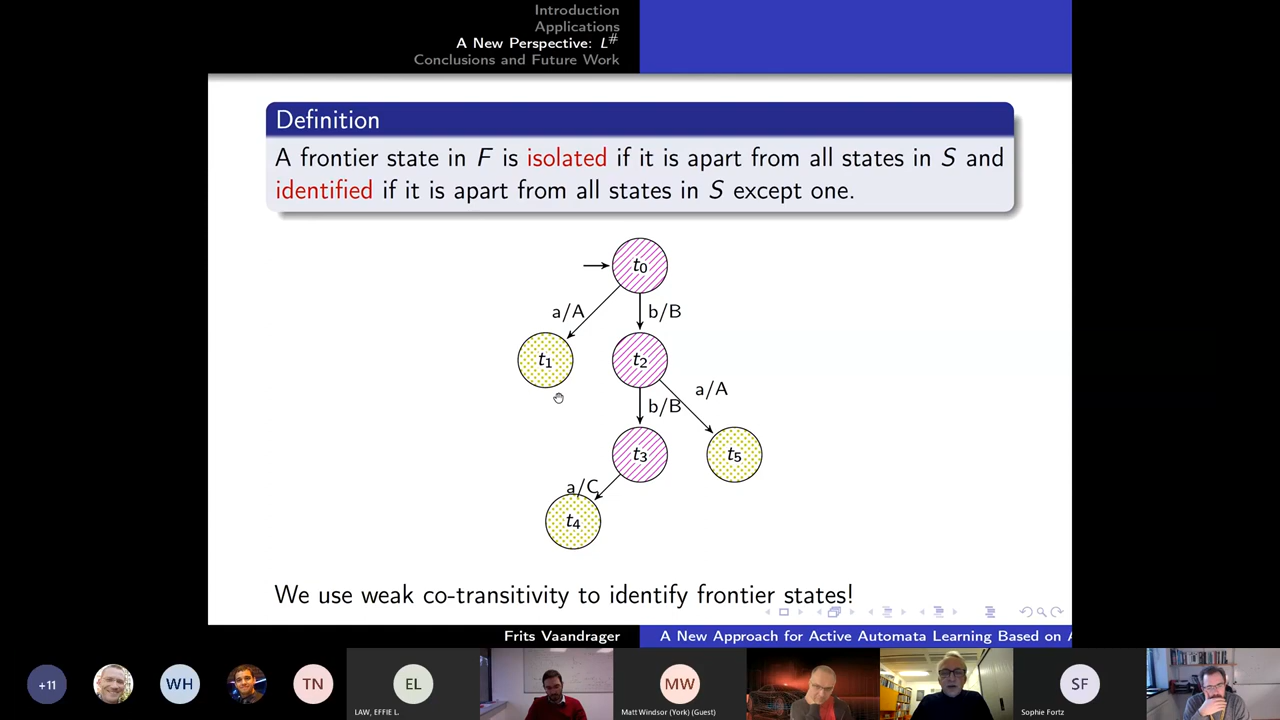 Introduction
Applications
A New Perspective: L#
Conclusions and Future Work
Definition
A frontier state in F is isolated if it is apart from all states in S and
identified if it is apart from all states in S except one.
t0
a/A
b/B
t1
t2
a/A
b/B
t3
t5
a/C
t4
We use weak co-transitivity to identify frontier states!
Frits Vaandrager
A New Approach for Active Automata Learning Based on A
+11
WH
TN
EL
LAW, EFFIE L.
MW
Matt Windsor (York) (Guest)
SF
Sophie Fortz